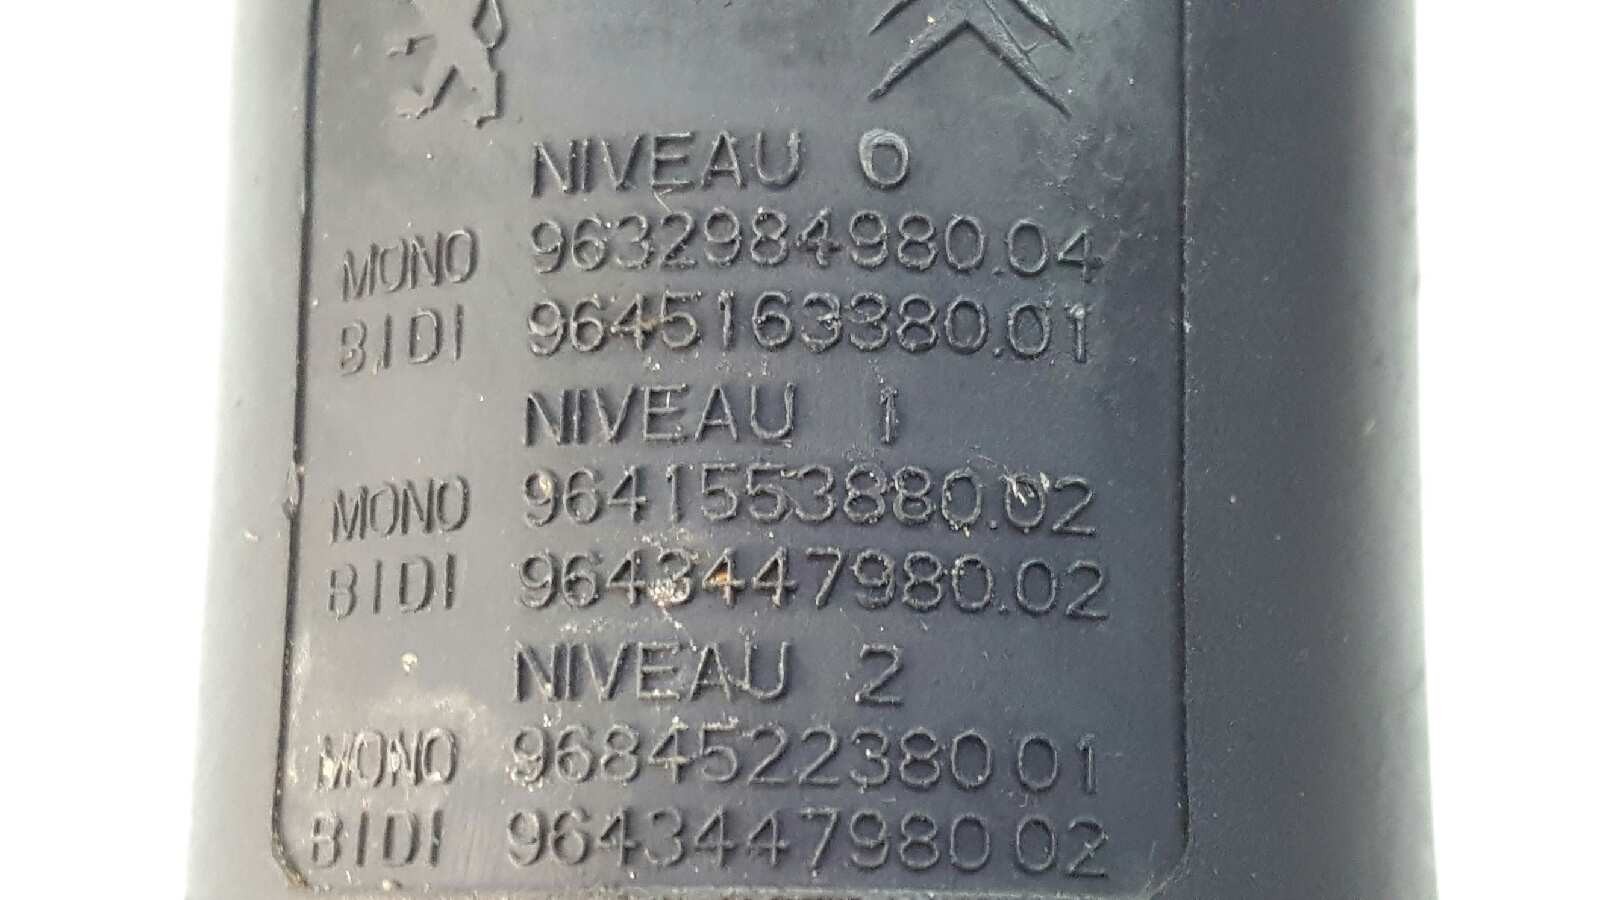 NIVEAU 0
MONO 9632984980.04
BIDI 9645163380.01
NIVEAU 1
MONO 9641553880.02
BIDI 9643447980.02
NIVEAU 2
MONO 9684522380 01
BIDI 9643447980 02